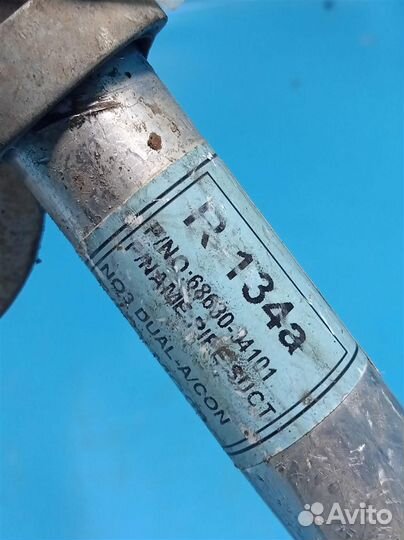 R-134a
P/NO:68630-04101
P/NAME:PIPE SUCT
NO3 DUAL-A/CON
Avito